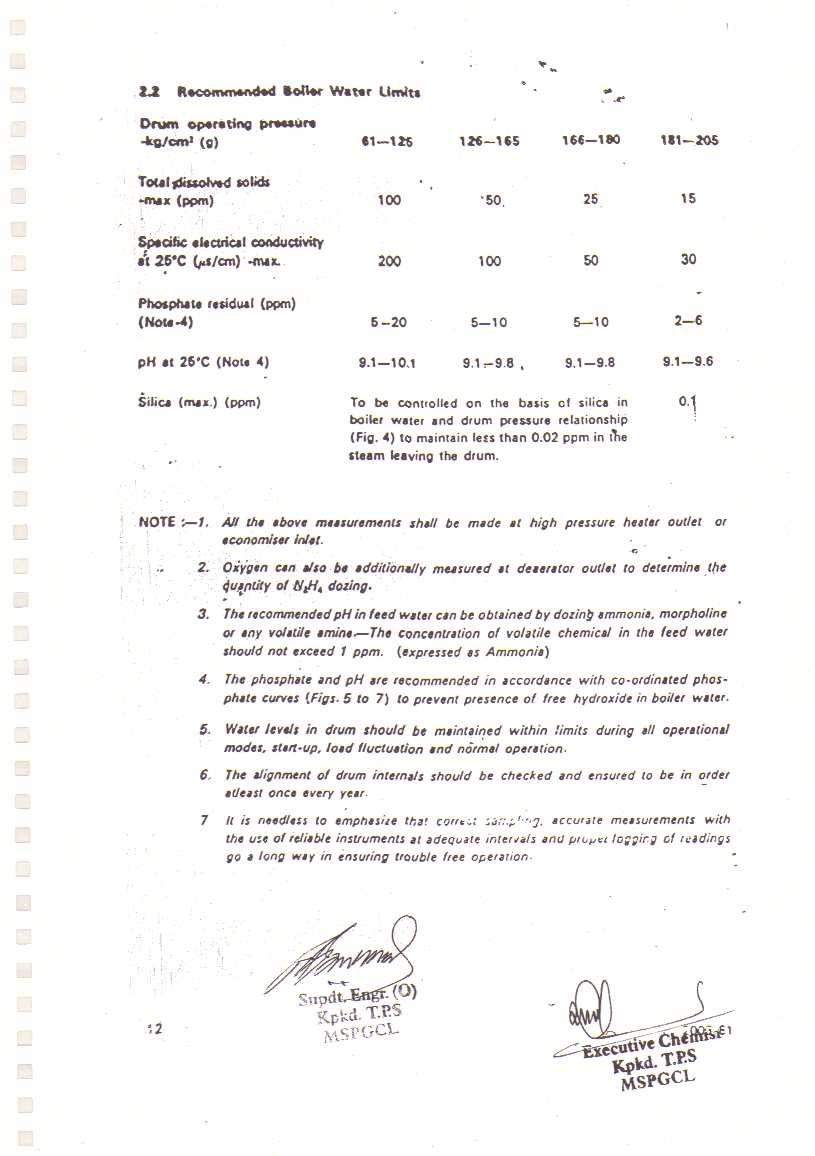 2.2 Recommended Boiler Water Limits
Drum operating pressure
-kg/cm² (g) 61—125 126—165 166—180 181—205
Total dissolved solids
-max (ppm) 100 50 25 15
Specific electrical conductivity
at 25°C (µs/cm) -max. 200 100 50 30
Phosphate residual (ppm)
(Note-4) 5-20 5—10 5—10 2—6
pH at 25°C (Note 4) 9.1—10.1 9.1—9.8 9.1—9.8 9.1—9.6
Silica (max.) (ppm) To be controlled on the basis of silica in 0.1
boiler water and drum pressure relationship
(Fig. 4) to maintain less than 0.02 ppm in the
steam leaving the drum.
NOTE :—1. All the above measurements shall be made at high pressure heater outlet or
economiser inlet.
2. Oxygen can also be additionally measured at deaerator outlet to determine the
quantity of N₂H₄ dozing.
3. The recommended pH in feed water can be obtained by dozing ammonia, morpholine
or any volatile amine.—The concentration of volatile chemical in the feed water
should not exceed 1 ppm. (expressed as Ammonia)
4. The phosphate and pH are recommended in accordance with co-ordinated phos-
phate curves (Figs. 5 to 7) to prevent presence of free hydroxide in boiler water.
5. Water levels in drum should be maintained within limits during all operational
modes, start-up, load fluctuation and normal operation.
6. The alignment of drum internals should be checked and ensured to be in order
atleast once every year.
7 It is needless to emphasize that correct sampling, accurate measurements with
the use of reliable instruments at adequate intervals and proper logging of readings
go a long way in ensuring trouble free operation.
Supdt. Engr. (O)
Kpkd. T.P.S
MSPGCL
12
Executive Chemist
Kpkd. T.P.S
MSPGCL